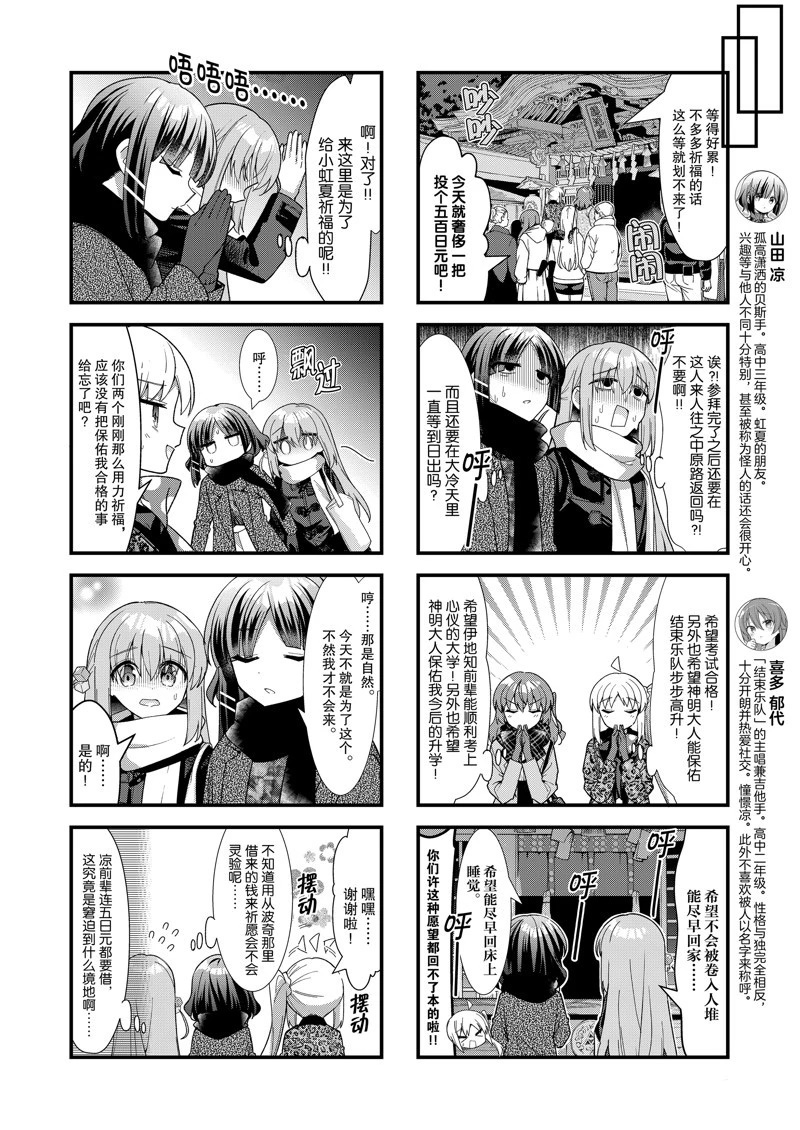 山田 凉
孤高潇洒的贝斯手。高中三年级。虹夏的朋友。
兴趣等与他人不同十分特别，甚至被称为怪人的话还会很开心。
喜多 郁代
「结束乐队」的主唱兼吉他手。高中二年级。性格与独完全相反，
十分开朗并热爱社交。憧憬凉。此外不喜欢被人以名字来称呼。
等得好累！
不多多祈福的话
这么等就划不来了！
叫
叫
今天就奢侈一把
投个五百日元吧！
闹
闹
诶？！参拜完了之后还要在
这人来人往之中原路返回吗？！
不要啊！！
呼
而且还要在大冷天里
一直等到日出吗？
呼
希望考试合格！
另外也希望神明大人能保佑
结束乐队步步高升！
希望伊地知前辈能顺利考上
心仪的大学！另外也希望
神明大人保佑我今后的升学！
希望不会被卷入人堆
能尽早回家……
呼
呼
希望能尽早回床上
睡觉。
呼
你们许这种愿望都回不了本的啦！！
唔唔唔……
啊！对了！！
来这里是为了
给小虹夏祈福的呢！！
飘过
呼……
你们两个刚刚那么用力祈福，
应该没有把保佑我合格的事
给忘了吧？
哼……那是自然。
今天不就是为了这个。
不然我才不会来。
啊……
是的！
嘿嘿……
谢谢啦！
摆动
摆动
不知道用从波奇那里
借来的钱来祈愿会不会
灵验呢……
凉前辈连五日元都要借，
这究竟是窘迫到什么境地啊……